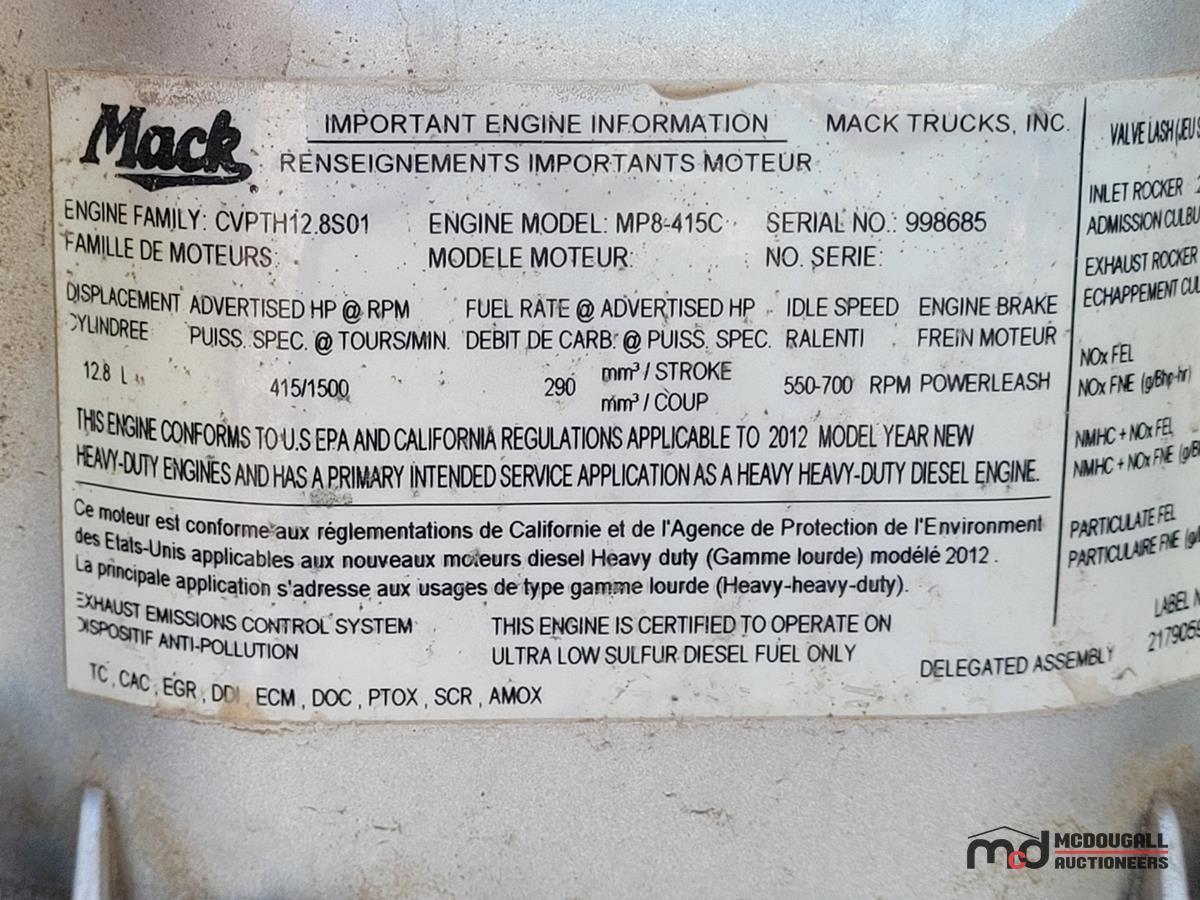 Mack
IMPORTANT ENGINE INFORMATION MACK TRUCKS, INC.
RENSEIGNEMENTS IMPORTANTS MOTEUR
ENGINE FAMILY: CVPTH12.8S01 ENGINE MODEL: MP8-415C SERIAL NO.: 998685
FAMILLE DE MOTEURS: MODELE MOTEUR: NO. SERIE:
DISPLACEMENT ADVERTISED HP @ RPM FUEL RATE @ ADVERTISED HP IDLE SPEED ENGINE BRAKE
CYLINDREE PUISS. SPEC. @ TOURS/MIN. DEBIT DE CARB. @ PUISS. SPEC. RALENTI FREIN MOTEUR
12.8 L 415/1500 290 mm³ / STROKE 550-700 RPM POWERLEASH
mm³ / COUP
THIS ENGINE CONFORMS TO U.S EPA AND CALIFORNIA REGULATIONS APPLICABLE TO 2012 MODEL YEAR NEW
HEAVY-DUTY ENGINES AND HAS A PRIMARY INTENDED SERVICE APPLICATION AS A HEAVY HEAVY-DUTY DIESEL ENGINE.
Ce moteur est conforme aux réglementations de Californie et de l'Agence de Protection de l'Environment
des Etats-Unis applicables aux nouveaux moteurs diesel Heavy duty (Gamme lourde) modélé 2012.
La principale application s'adresse aux usages de type gamme lourde (Heavy-heavy-duty).
EXHAUST EMISSIONS CONTROL SYSTEM THIS ENGINE IS CERTIFIED TO OPERATE ON
DISPOSITIF ANTI-POLLUTION ULTRA LOW SULFUR DIESEL FUEL ONLY
DELEGATED ASSEMBLY
TC, CAC, EGR, DDI, ECM, DOC, PTOX, SCR, AMOX
VALVE LASH (JEU
INLET ROCKER
ADMISSION
EXHAUST ROCKER
ECHAPPEMENT
NOx FEL
NOx FNE (g/Bhp-hr)
NMHC + NOx FEL
NMHC + NOx FNE
PARTICULATE FEL
PARTICULAIRE FNE
LABEL
mcd MCDOUGALL
AUCTIONEERS